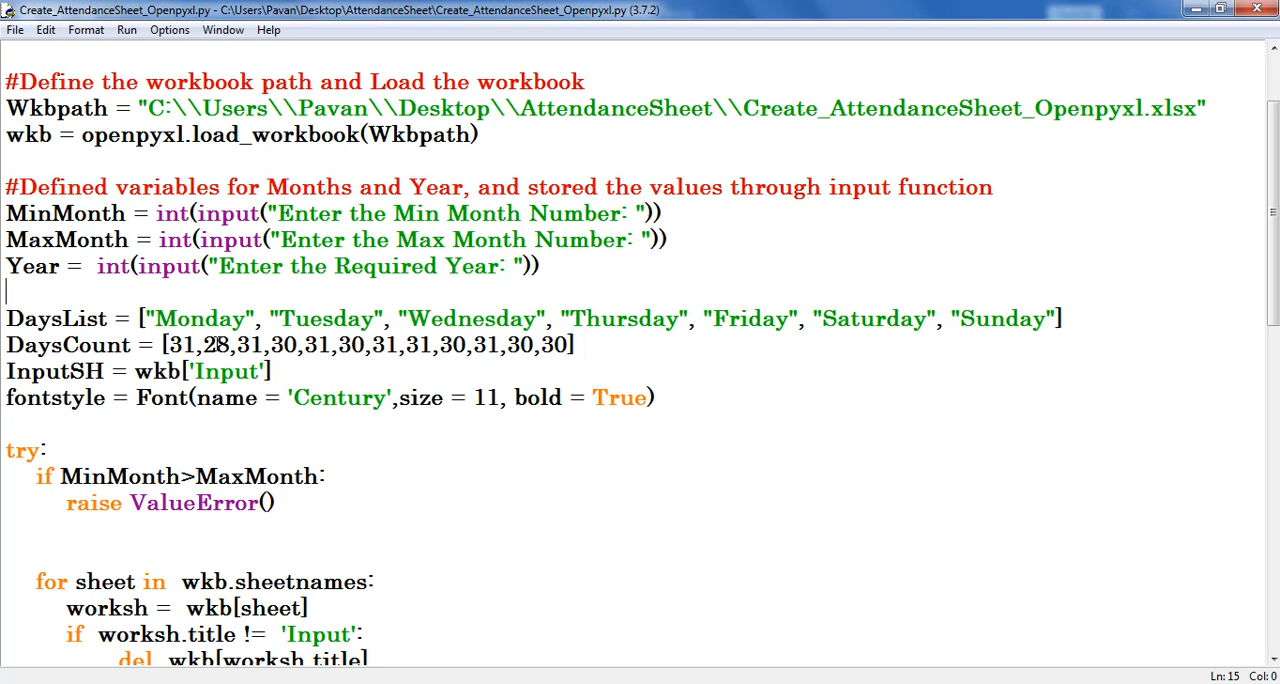 Create_AttendanceSheet_Openpyxl.py - C:\Users\Pavan\Desktop\AttendanceSheet\Create_AttendanceSheet_Openpyxl.py (3.7.2)
File Edit Format Run Options Window Help
#Define the workbook path and Load the workbook
Wkbpath = "C:\\Users\\Pavan\\Desktop\\AttendanceSheet\\Create_AttendanceSheet_Openpyxl.xlsx"
wkb = openpyxl.load_workbook(Wkbpath)
#Defined variables for Months and Year, and stored the values through input function
MinMonth = int(input("Enter the Min Month Number: "))
MaxMonth = int(input("Enter the Max Month Number: "))
Year =  int(input("Enter the Required Year: "))
DaysList = ["Monday", "Tuesday", "Wednesday", "Thursday", "Friday", "Saturday", "Sunday"]
DaysCount = [31,28,31,30,31,30,31,31,30,31,30,30]
InputSH = wkb['Input']
fontstyle = Font(name = 'Century',size = 11, bold = True)
try:
if MinMonth>MaxMonth:
raise ValueError()
for sheet in  wkb.sheetnames:
worksh =  wkb[sheet]
if  worksh.title !=  'Input':
del  wkb[worksh.title]
Ln: 15 Col: 0